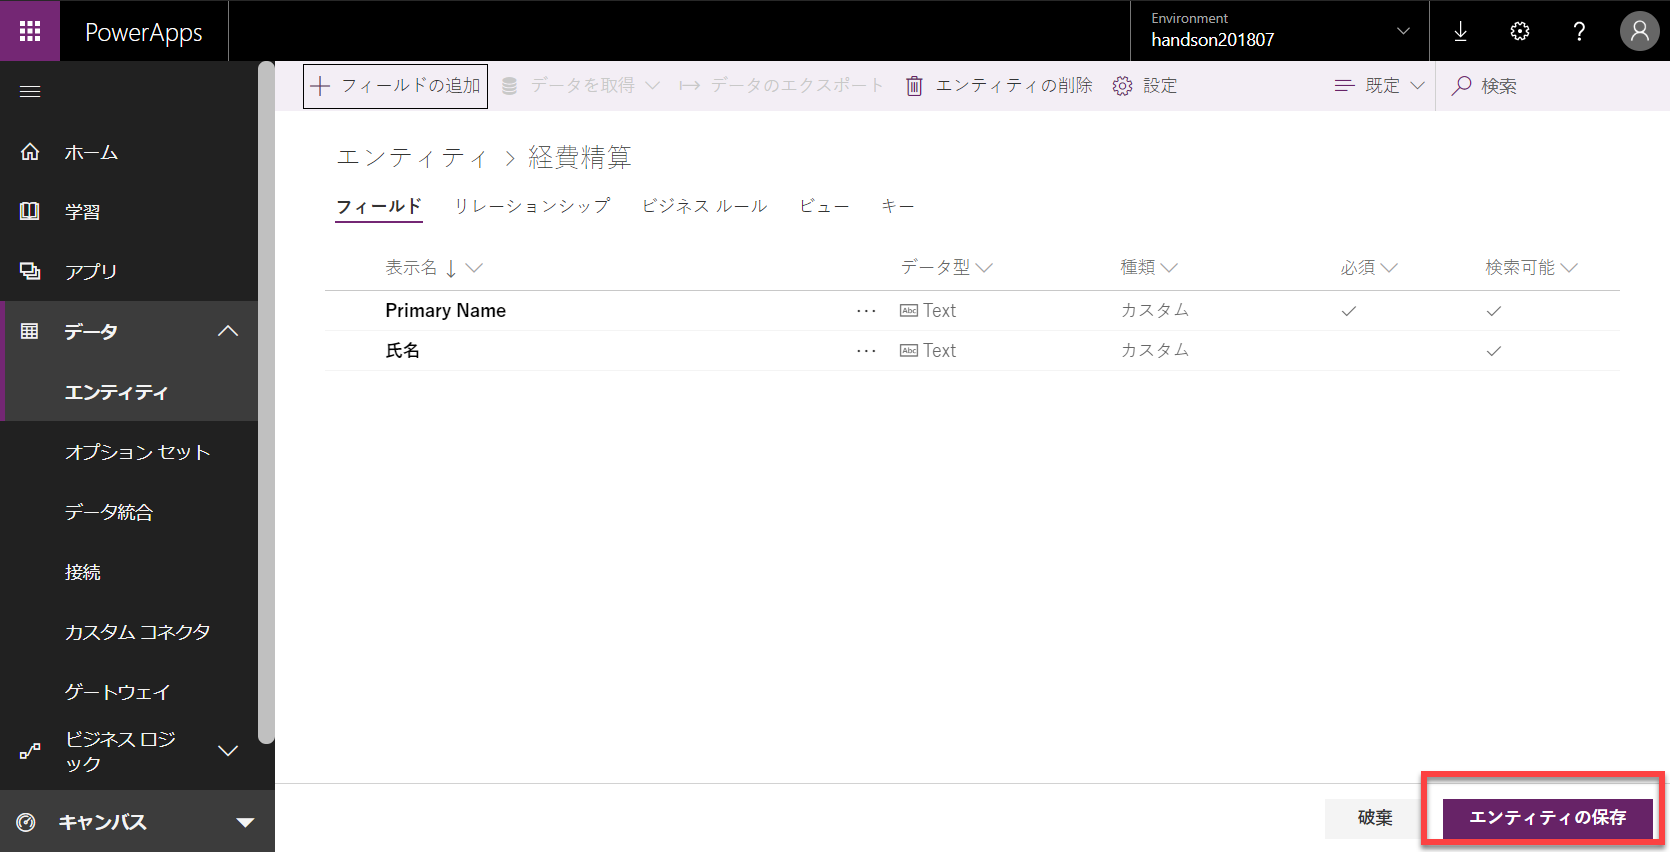 PowerApps
Environment
handson201807
?
フィールドの追加
データを取得
データのエクスポート
エンティティの削除
設定
既定
検索
ホーム
学習
アプリ
データ
エンティティ
オプション セット
データ統合
接続
カスタム コネクタ
ゲートウェイ
ビジネス ロジ
ック
キャンバス
エンティティ > 経費精算
フィールド リレーションシップ ビジネス ルール ビュー キー
表示名 データ型 種類 必須 検索可能
Primary Name ... Abc Text カスタム
氏名 ... Abc Text カスタム
破棄
エンティティの保存